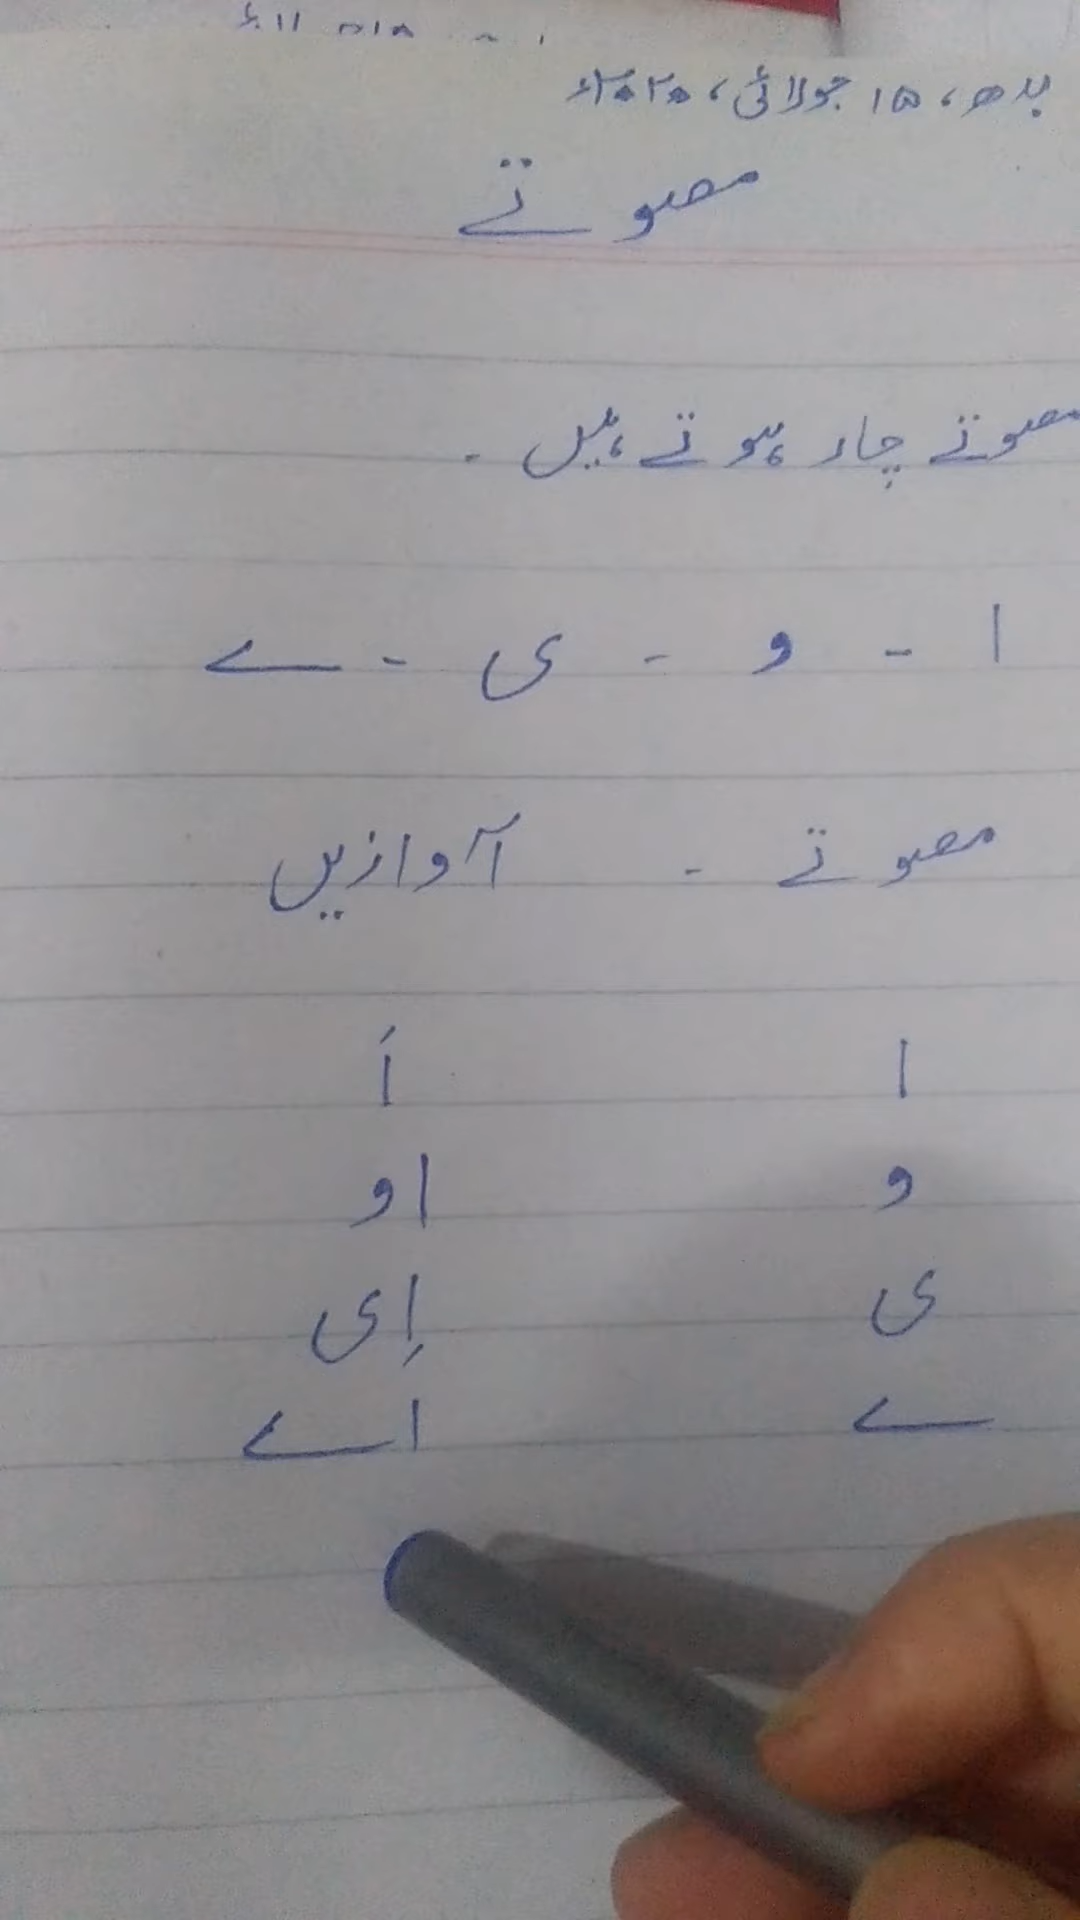 بدھ، ۱۵ جولائی، ۲۰۲۰ء
مصوتے
مصوتے چار ہوتے ہیں ۔
ا - و - ی - ے
مصوتے - آوازیں
ا اَ
و او
ی اِی
ے اے